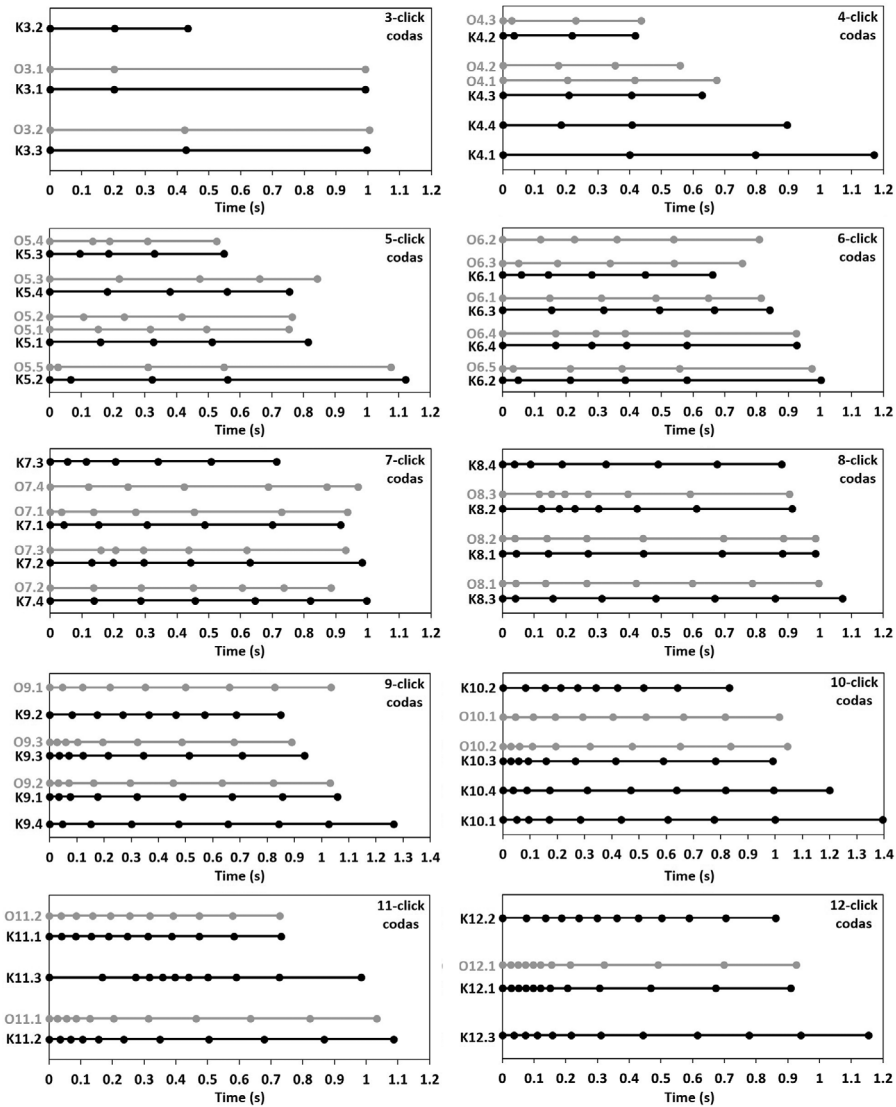 3-click
codas
K3.2
O3.1
K3.1
O3.2
K3.3
0 0.1 0.2 0.3 0.4 0.5 0.6 0.7 0.8 0.9 1 1.1 1.2
Time (s)
4-click
codas
O4.3
K4.2
O4.2
O4.1
K4.3
K4.4
K4.1
0 0.1 0.2 0.3 0.4 0.5 0.6 0.7 0.8 0.9 1 1.1 1.2
Time (s)
5-click
codas
O5.4
K5.3
O5.3
K5.4
O5.2
O5.1
K5.1
O5.5
K5.2
0 0.1 0.2 0.3 0.4 0.5 0.6 0.7 0.8 0.9 1 1.1 1.2
Time (s)
6-click
codas
O6.2
O6.3
K6.1
O6.1
K6.3
O6.4
K6.4
O6.5
K6.2
0 0.1 0.2 0.3 0.4 0.5 0.6 0.7 0.8 0.9 1 1.1 1.2
Time (s)
7-click
codas
K7.3
O7.4
O7.1
K7.1
O7.3
K7.2
O7.2
K7.4
0 0.1 0.2 0.3 0.4 0.5 0.6 0.7 0.8 0.9 1 1.1 1.2
Time (s)
8-click
codas
K8.4
O8.3
K8.2
O8.2
K8.1
O8.1
K8.3
0 0.1 0.2 0.3 0.4 0.5 0.6 0.7 0.8 0.9 1 1.1 1.2
Time (s)
9-click
codas
O9.1
K9.2
O9.3
K9.3
O9.2
K9.1
K9.4
0 0.1 0.2 0.3 0.4 0.5 0.6 0.7 0.8 0.9 1 1.1 1.2 1.3 1.4
Time (s)
10-click
codas
K10.2
O10.1
O10.2
K10.3
K10.4
K10.1
0 0.1 0.2 0.3 0.4 0.5 0.6 0.7 0.8 0.9 1 1.1 1.2 1.3 1.4
Time (s)
11-click
codas
O11.2
K11.1
K11.3
O11.1
K11.2
0 0.1 0.2 0.3 0.4 0.5 0.6 0.7 0.8 0.9 1 1.1 1.2
Time (s)
12-click
codas
K12.2
O12.1
K12.1
K12.3
0 0.1 0.2 0.3 0.4 0.5 0.6 0.7 0.8 0.9 1 1.1 1.2
Time (s)